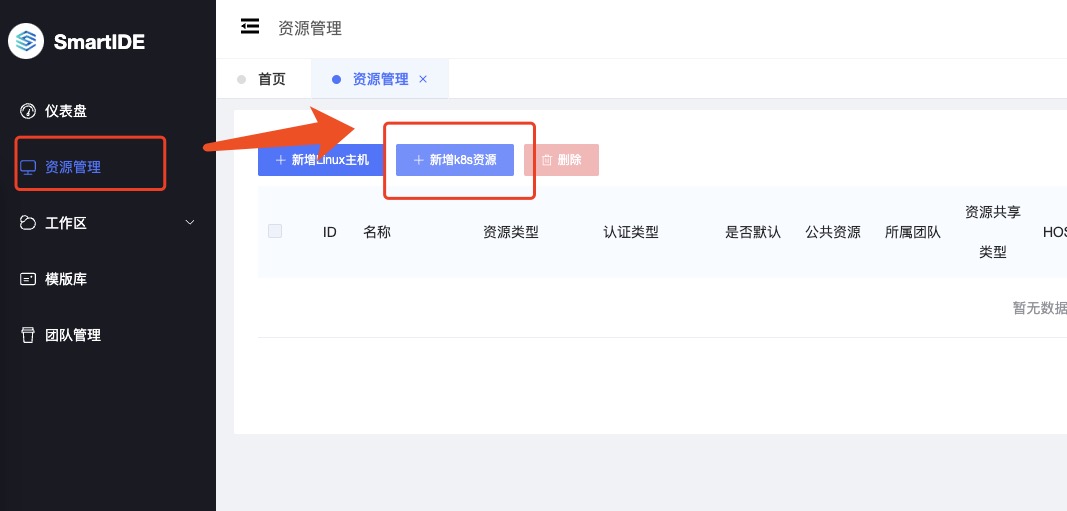 SmartIDE
仪表盘
资源管理
工作区
模版库
团队管理
资源管理
首页
资源管理
新增Linux主机
新增k8s资源
删除
ID 名称 资源类型 认证类型 是否默认 公共资源 所属团队 资源共享类型 HOS
暂无数据